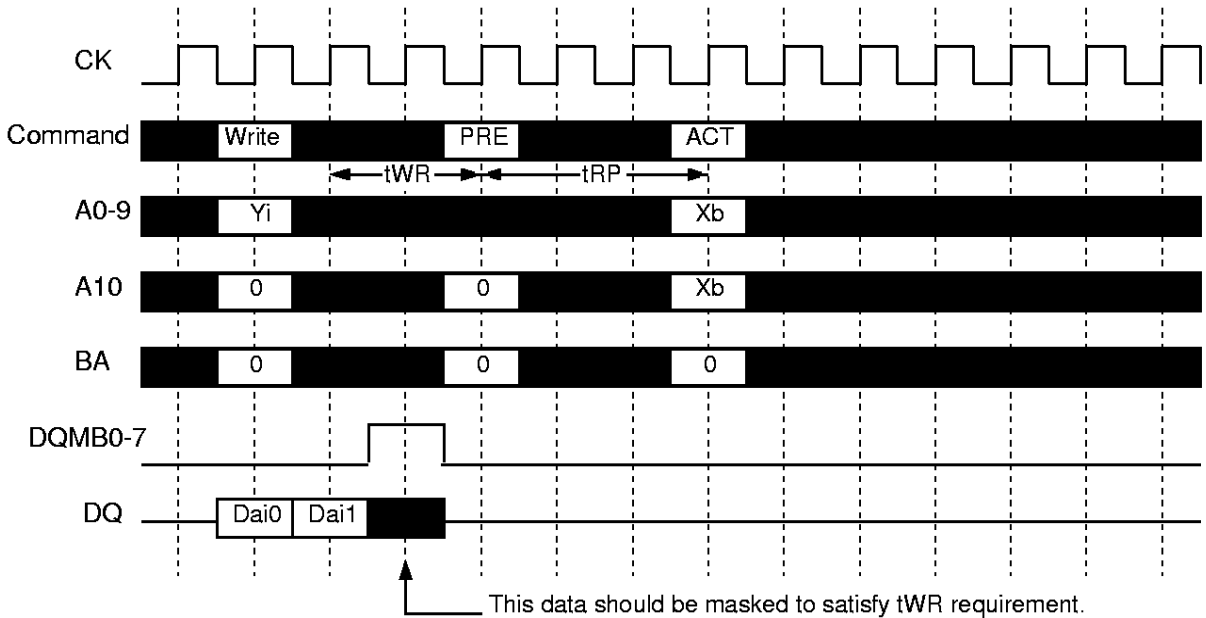 CK
Command Write PRE ACT
tWR tRP
A0-9 Yi Xb
A10 0 0 Xb
BA 0 0 0
DQMB0-7
DQ Dai0 Dai1
This data should be masked to satisfy tWR requirement.